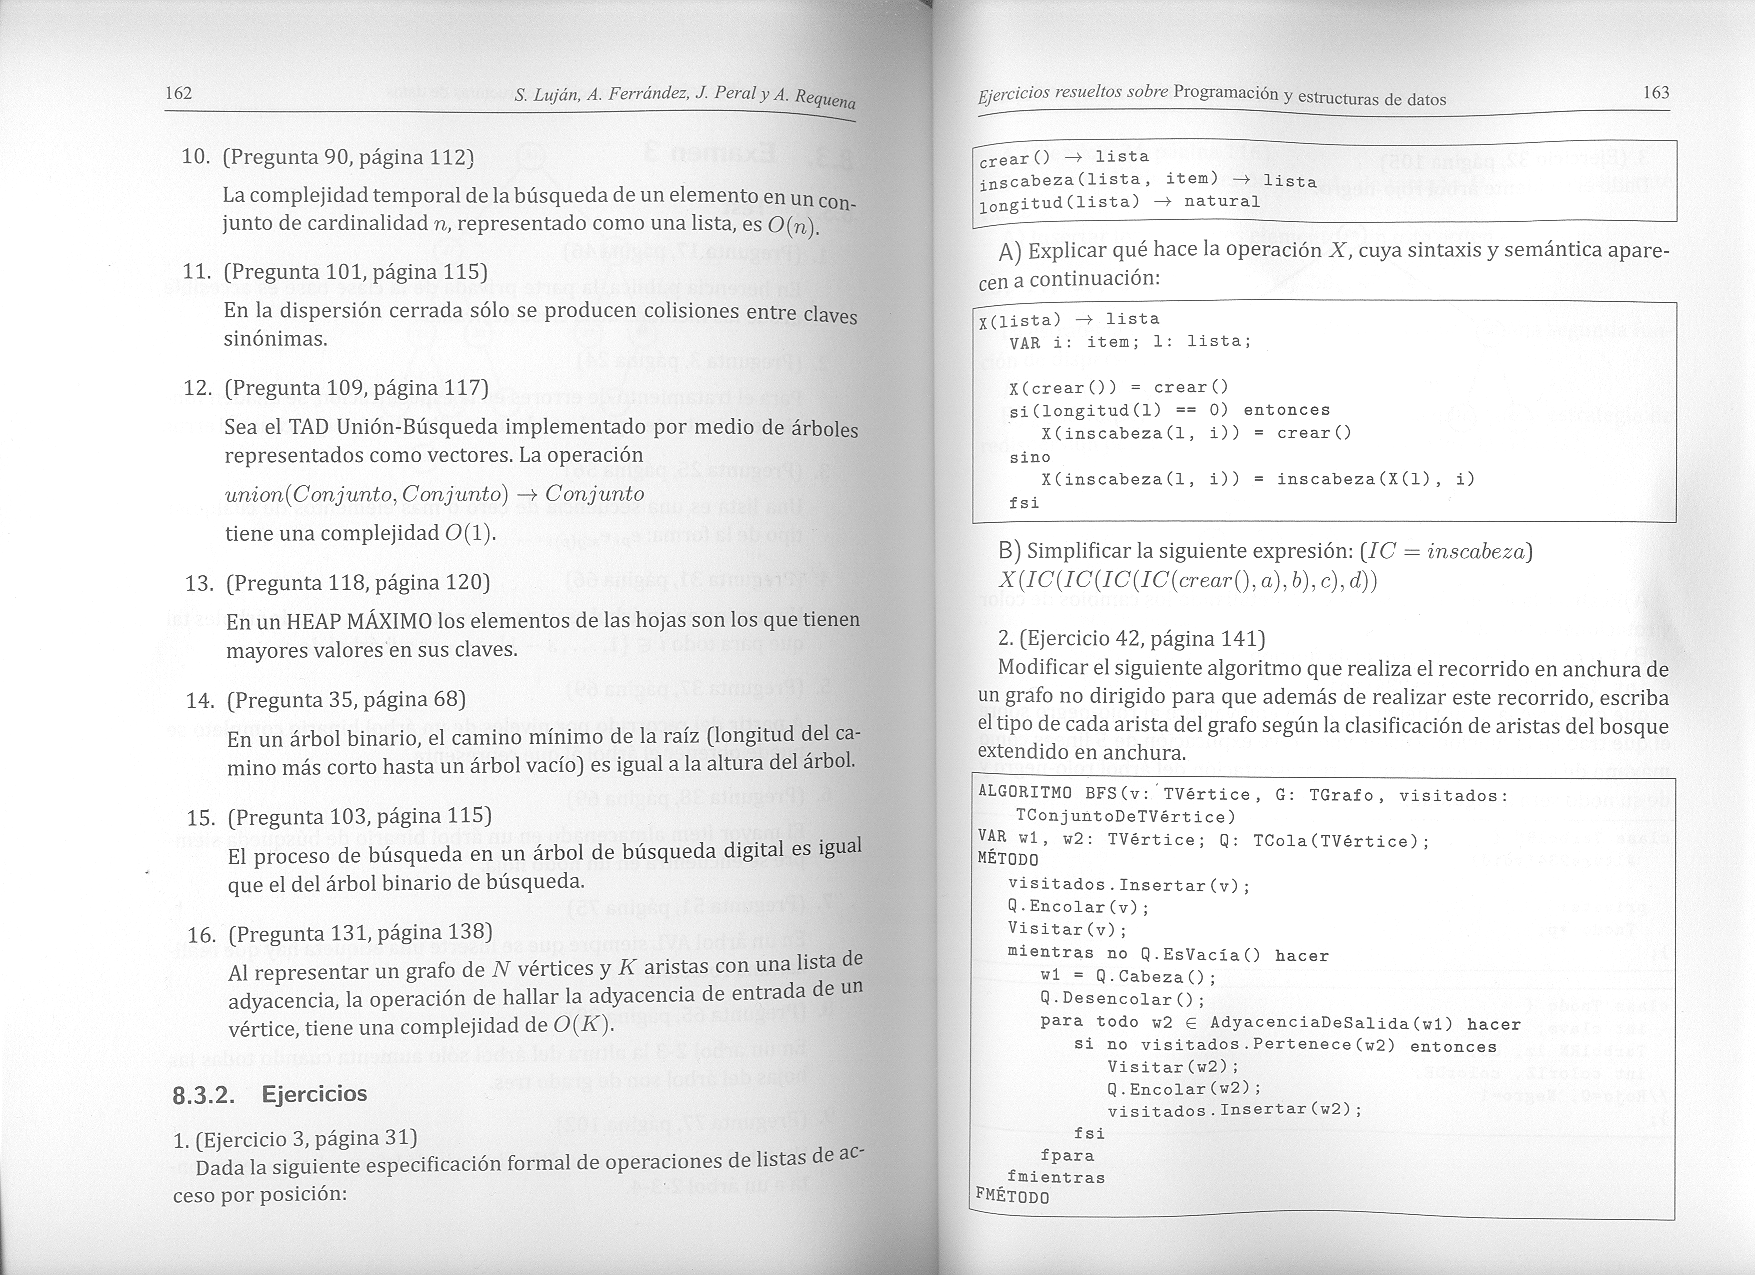 162
S. Luján, A. Ferrández, J. Peral y A. Requena
10. (Pregunta 90, página 112)
La complejidad temporal de la búsqueda de un elemento en un con-
junto de cardinalidad n, representado como una lista, es O(n).
11. (Pregunta 101, página 115)
En la dispersión cerrada sólo se producen colisiones entre claves
sinónimas.
12. (Pregunta 109, página 117)
Sea el TAD Unión-Búsqueda implementado por medio de árboles
representados como vectores. La operación
union(Conjunto, Conjunto) → Conjunto
tiene una complejidad O(1).
13. (Pregunta 118, página 120)
En un HEAP MÁXIMO los elementos de las hojas son los que tienen
mayores valores en sus claves.
14. (Pregunta 35, página 68)
En un árbol binario, el camino mínimo de la raíz (longitud del ca-
mino más corto hasta un árbol vacío) es igual a la altura del árbol.
15. (Pregunta 103, página 115)
El proceso de búsqueda en un árbol de búsqueda digital es igual
que el del árbol binario de búsqueda.
16. (Pregunta 131, página 138)
Al representar un grafo de N vértices y K aristas con una lista de
adyacencia, la operación de hallar la adyacencia de entrada de un
vértice, tiene una complejidad de O(K).
8.3.2. Ejercicios
1. (Ejercicio 3, página 31)
Dada la siguiente especificación formal de operaciones de listas de ac-
ceso por posición:
Ejercicios resueltos sobre Programación y estructuras de datos
163
crear() → lista
inscabeza(lista, item) → lista
longitud(lista) → natural
A) Explicar qué hace la operación X, cuya sintaxis y semántica apare-
cen a continuación:
X(lista) → lista
VAR i: item; l: lista;
X(crear()) = crear()
si(longitud(l) == 0) entonces
X(inscabeza(l, i)) = crear()
sino
X(inscabeza(l, i)) = inscabeza(X(l), i)
fsi
B) Simplificar la siguiente expresión: (IC = inscabeza)
X(IC(IC(IC(IC(crear(), a), b), c), d))
2. (Ejercicio 42, página 141)
Modificar el siguiente algoritmo que realiza el recorrido en anchura de
un grafo no dirigido para que además de realizar este recorrido, escriba
el tipo de cada arista del grafo según la clasificación de aristas del bosque
extendido en anchura.
ALGORITMO BFS(v: TVértice, G: TGrafo, visitados:
TConjuntoDeTVértice)
VAR w1, w2: TVértice; Q: TCola(TVértice);
MÉTODO
visitados.Insertar(v);
Q.Encolar(v);
Visitar(v);
mientras no Q.EsVacía() hacer
w1 = Q.Cabeza();
Q.Desencolar();
para todo w2 ∈ AdyacenciaDeSalida(w1) hacer
si no visitados.Pertenece(w2) entonces
Visitar(w2);
Q.Encolar(w2);
visitados.Insertar(w2);
fsi
fpara
fmientras
FMÉTODO